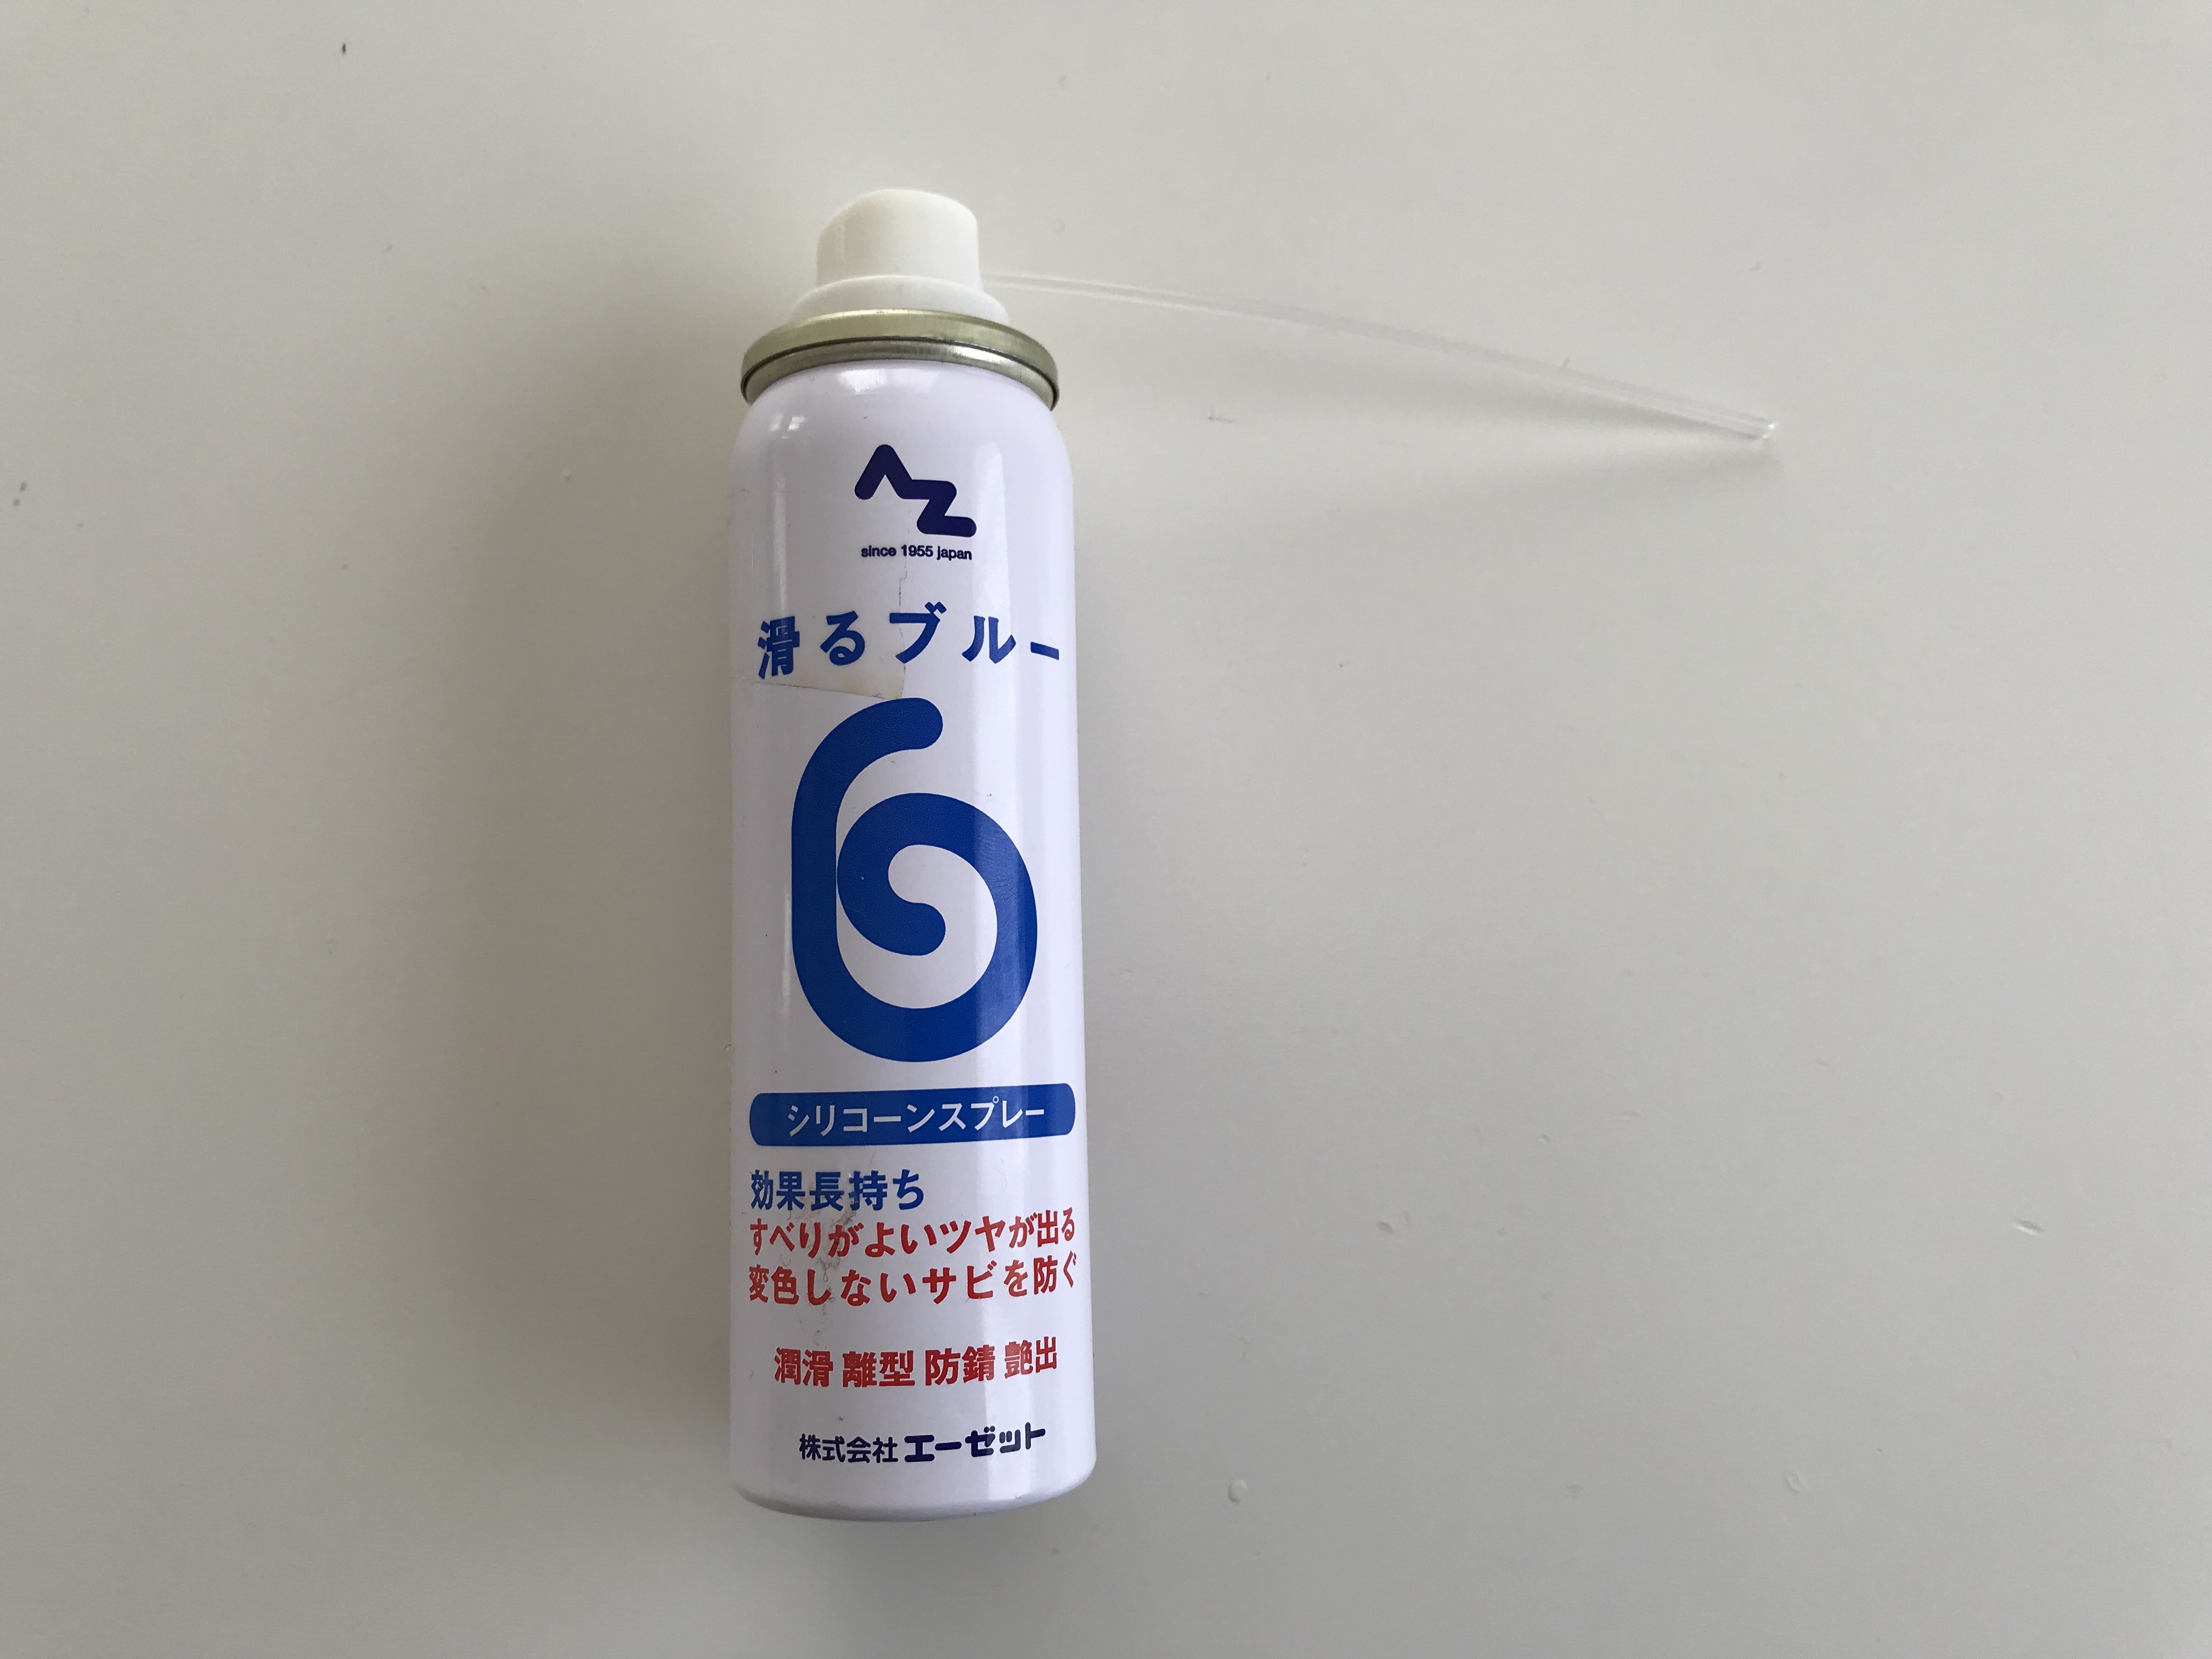 AZ
since 1955 japan
滑るブルー
6
シリコーンスプレー
効果長持ち
すべりがよいツヤが出る
変色しないサビを防ぐ
潤滑 離型 防錆 艶出
株式会社エーゼット